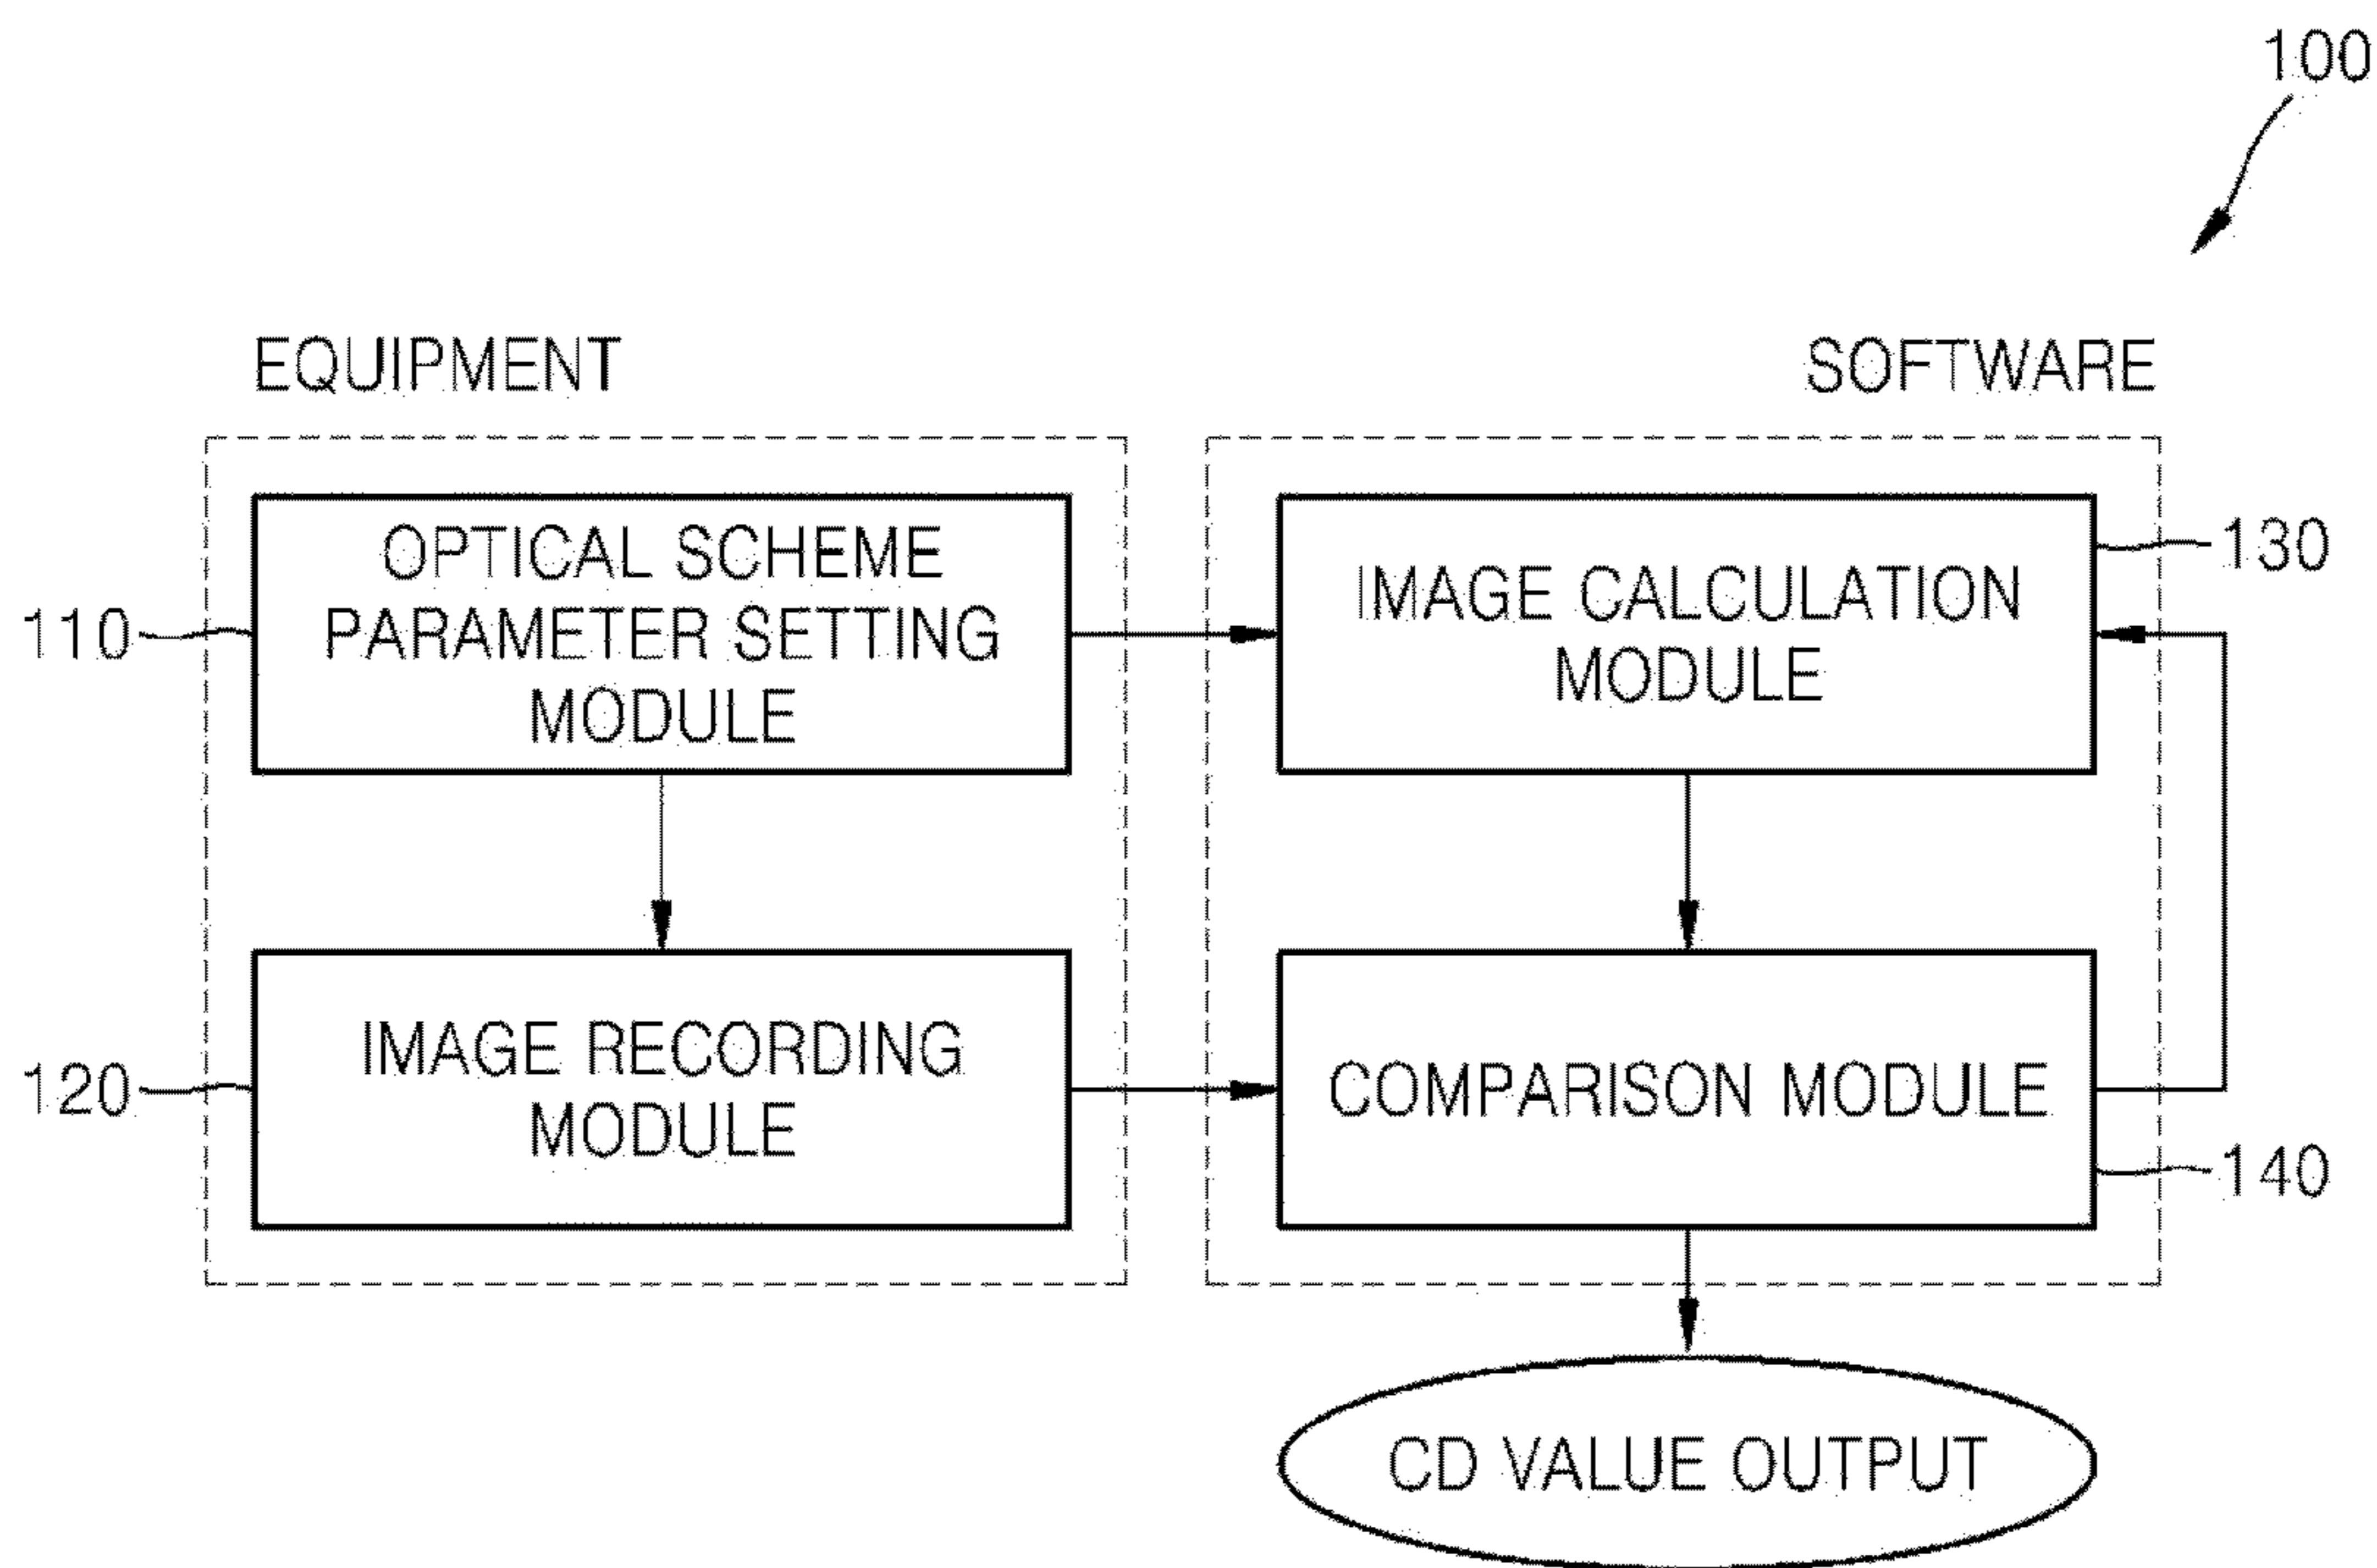 100
EQUIPMENT
SOFTWARE
110
OPTICAL SCHEME
PARAMETER SETTING
MODULE
IMAGE CALCULATION
MODULE
130
120
IMAGE RECORDING
MODULE
COMPARISON MODULE
140
CD VALUE OUTPUT